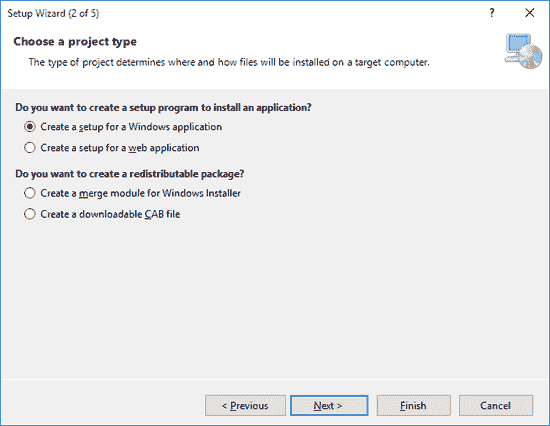 Setup Wizard (2 of 5)
?
Choose a project type
The type of project determines where and how files will be installed on a target computer.
Do you want to create a setup program to install an application?
Create a setup for a Windows application
Create a setup for a web application
Do you want to create a redistributable package?
Create a merge module for Windows Installer
Create a downloadable CAB file
< Previous
Next >
Finish
Cancel